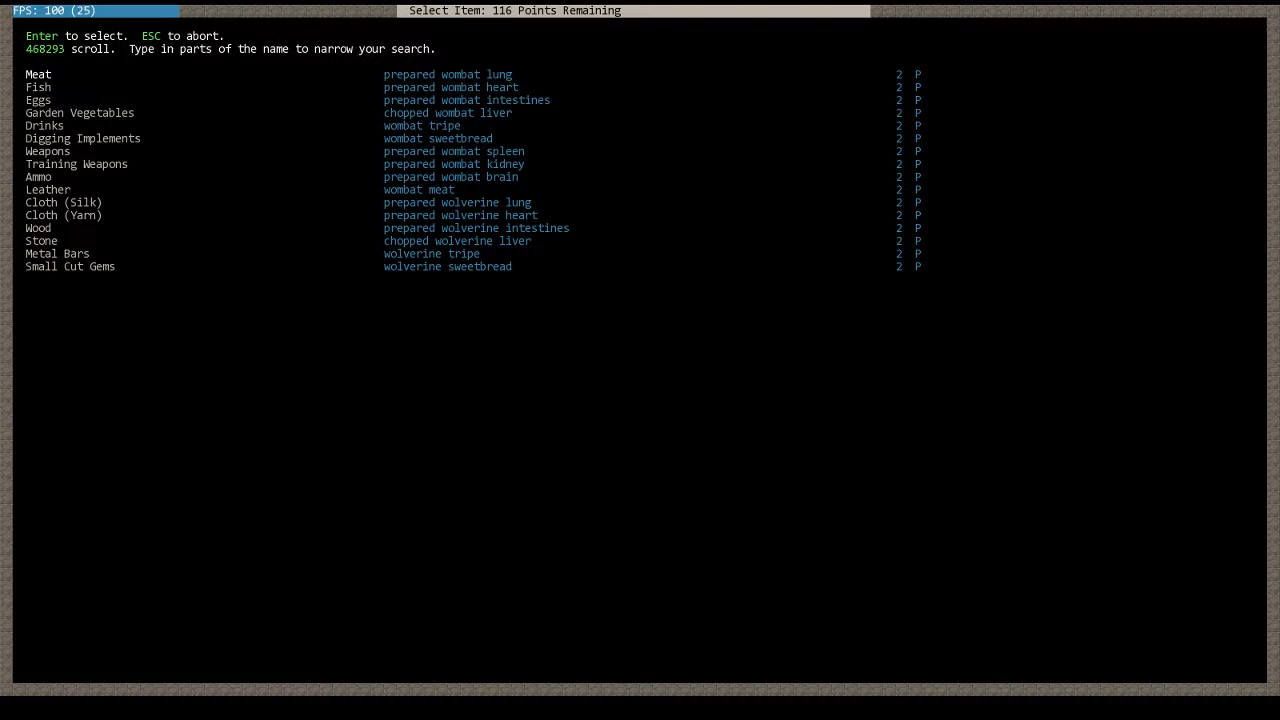 FPS: 100 (25) Select Item: 116 Points Remaining
Enter to select. ESC to abort.
468293 scroll. Type in parts of the name to narrow your search.
Meat prepared wombat lung 2 P
Fish prepared wombat heart 2 P
Eggs prepared wombat intestines 2 P
Garden Vegetables chopped wombat liver 2 P
Drinks wombat tripe 2 P
Digging Implements wombat sweetbread 2 P
Weapons prepared wombat spleen 2 P
Training Weapons prepared wombat kidney 2 P
Ammo prepared wombat brain 2 P
Leather wombat meat 2 P
Cloth (Silk) prepared wolverine lung 2 P
Cloth (Yarn) prepared wolverine heart 2 P
Wood prepared wolverine intestines 2 P
Stone chopped wolverine liver 2 P
Metal Bars wolverine tripe 2 P
Small Cut Gems wolverine sweetbread 2 P